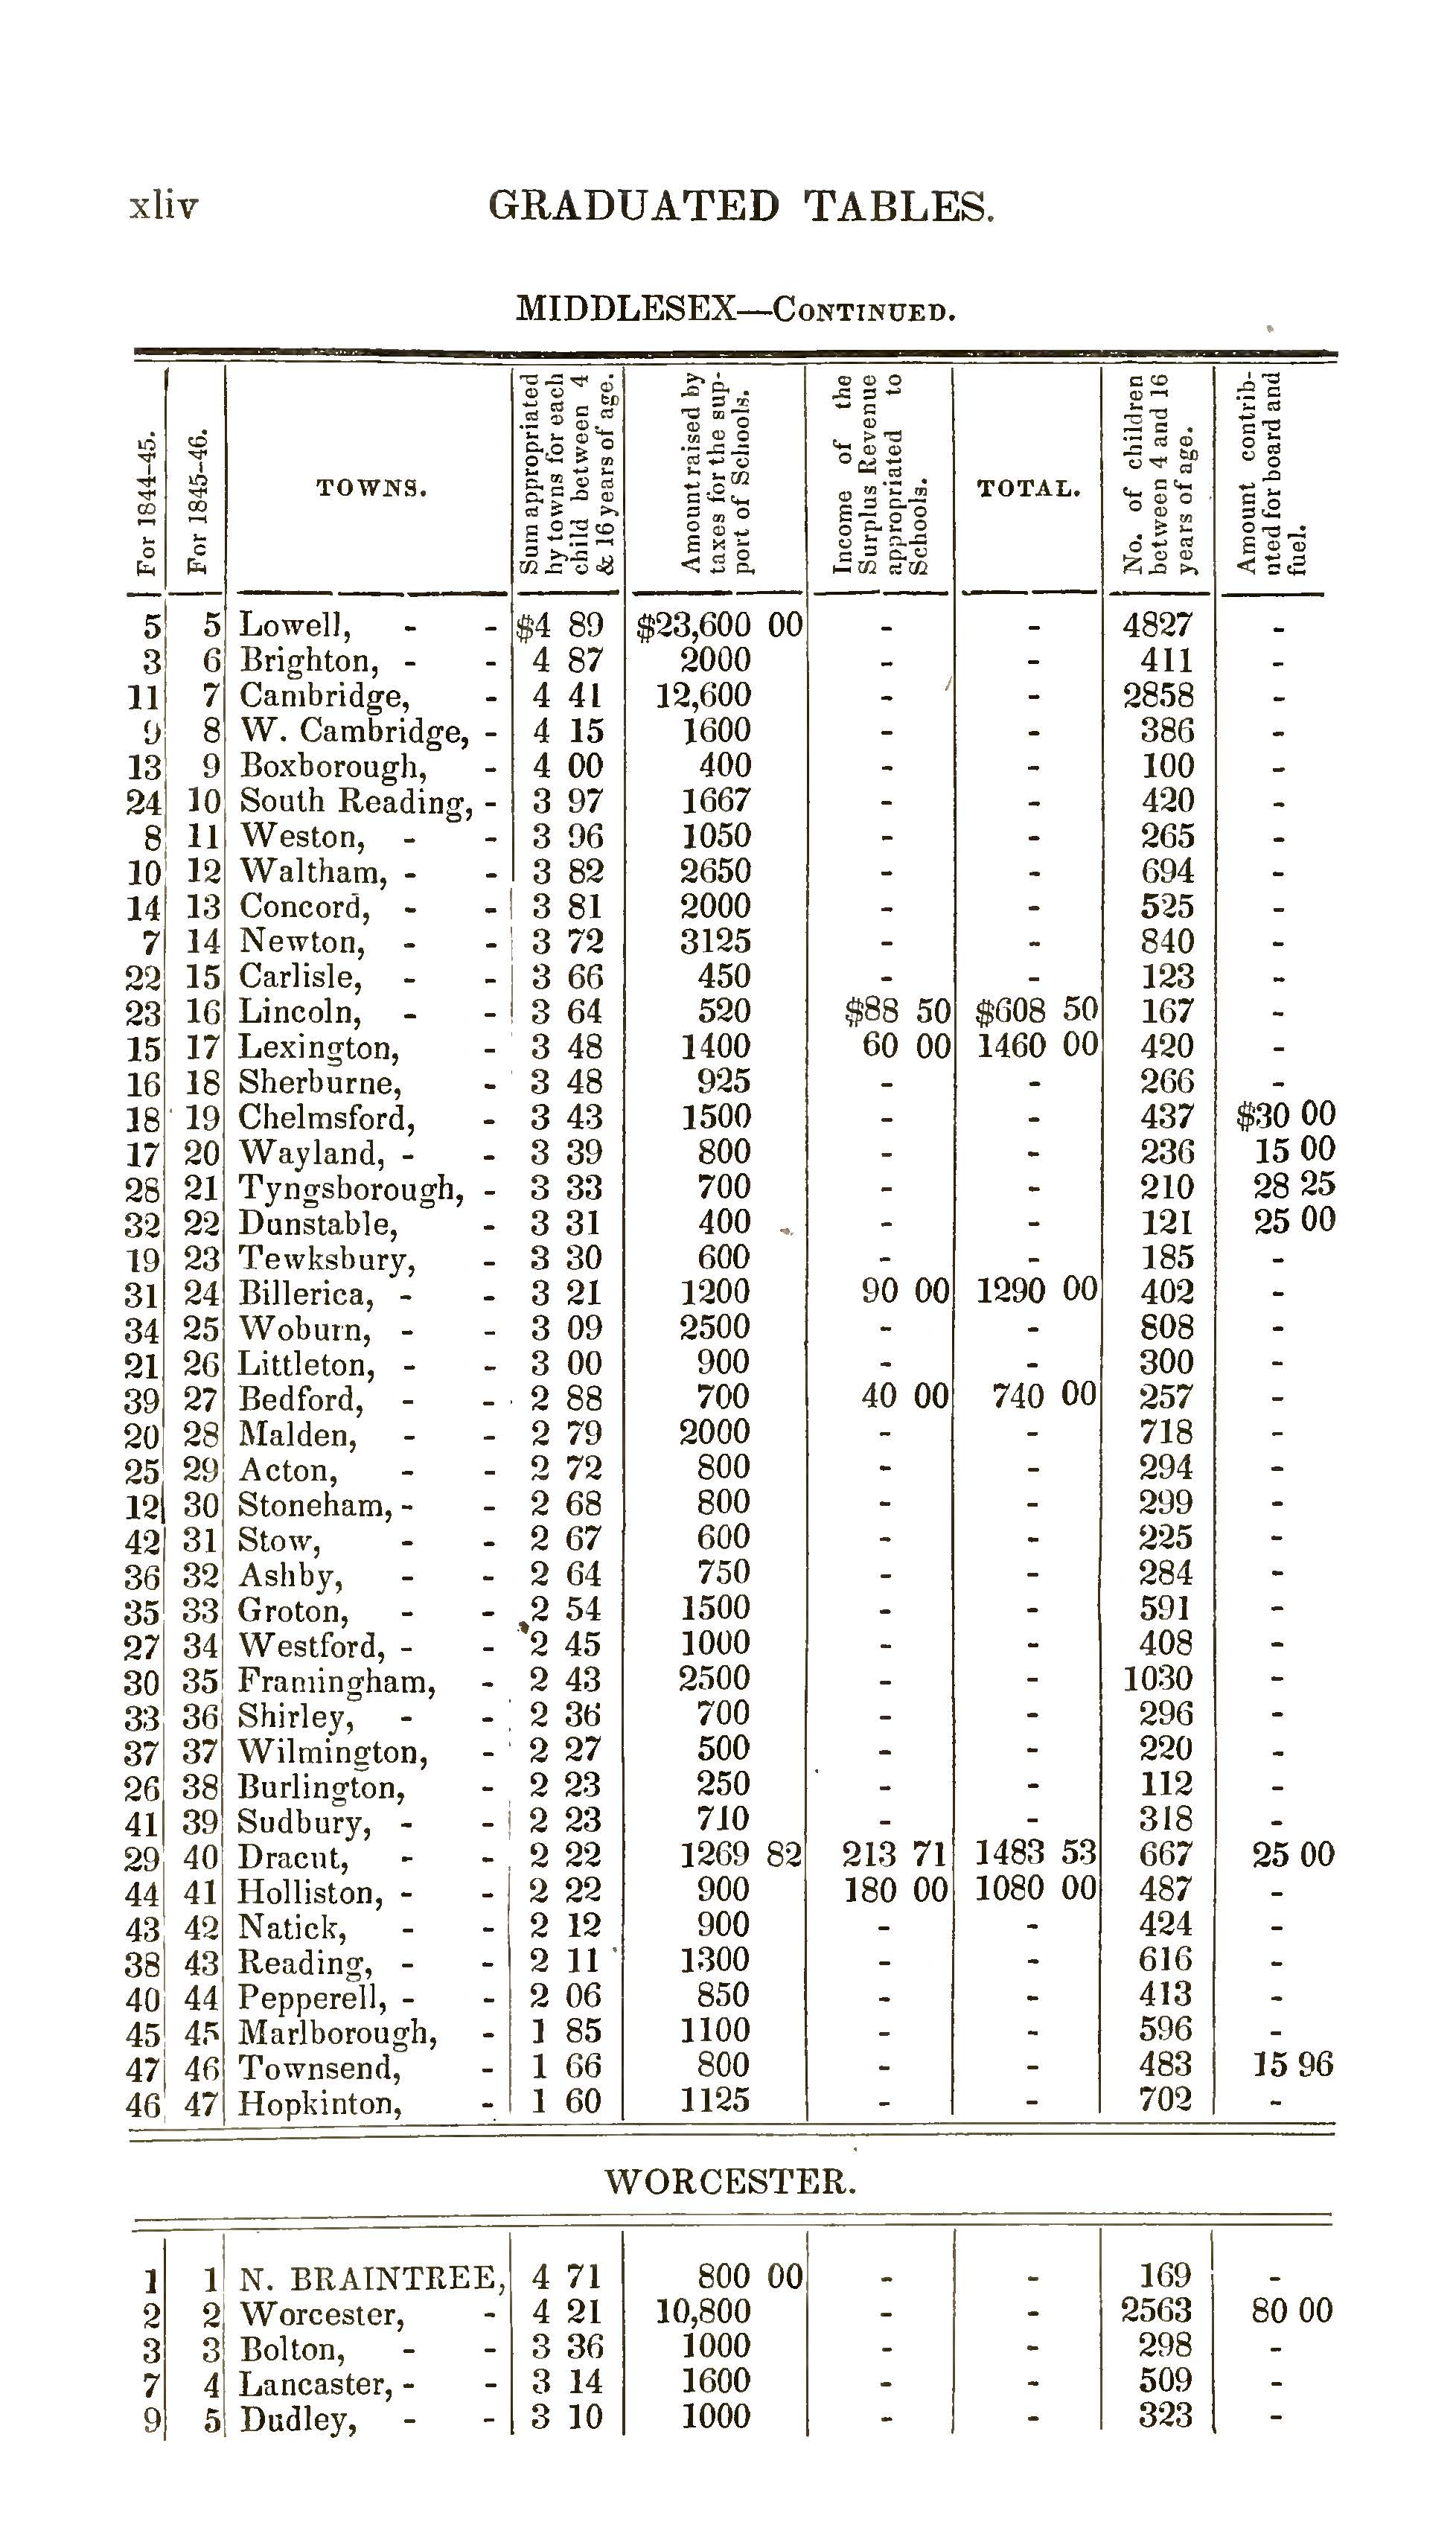 xliv GRADUATED TABLES.
MIDDLESEX—CONTINUED.
For 1844-45.
For 1845-46.
TOWNS.
Sum appropriated
by towns for each
child between 4
& 16 years of age.
Amount raised by
taxes for the sup-
port of Schools.
Income of the
Surplus Revenue
appropriated to
Schools.
TOTAL.
No. of children
between 4 and 16
years of age.
Amount contrib-
uted for board and
fuel.
5 5 Lowell, - - $4 89 $23,600 00 - - 4827 -
3 6 Brighton, - - 4 87 2000 - - 411 -
11 7 Cambridge, - 4 41 12,600 - - 2858 -
9 8 W. Cambridge, - 4 15 1600 - - 386 -
13 9 Boxborough, - 4 00 400 - - 100 -
24 10 South Reading, - 3 97 1667 - - 420 -
8 11 Weston, - - 3 96 1050 - - 265 -
10 12 Waltham, - - 3 82 2650 - - 694 -
14 13 Concord, - - 3 81 2000 - - 525 -
7 14 Newton, - - 3 72 3125 - - 840 -
22 15 Carlisle, - - 3 66 450 - - 123 -
23 16 Lincoln, - - 3 64 520 $88 50 $608 50 167 -
15 17 Lexington, - 3 48 1400 60 00 1460 00 420 -
16 18 Sherburne, - 3 48 925 - - 266 -
18 19 Chelmsford, - 3 43 1500 - - 437 $30 00
17 20 Wayland, - - 3 39 800 - - 236 15 00
28 21 Tyngsborough, - 3 33 700 - - 210 28 25
32 22 Dunstable, - 3 31 400 - - 121 25 00
19 23 Tewksbury, - 3 30 600 - - 185 -
31 24 Billerica, - - 3 21 1200 90 00 1290 00 402 -
34 25 Woburn, - - 3 09 2500 - - 808 -
21 26 Littleton, - - 3 00 900 - - 300 -
39 27 Bedford, - - 2 88 700 40 00 740 00 257 -
20 28 Malden, - - 2 79 2000 - - 718 -
25 29 Acton, - - 2 72 800 - - 294 -
12 30 Stoneham, - - 2 68 800 - - 299 -
42 31 Stow, - - 2 67 600 - - 225 -
36 32 Ashby, - - 2 64 750 - - 284 -
35 33 Groton, - - 2 54 1500 - - 591 -
27 34 Westford, - - 2 45 1000 - - 408 -
30 35 Framingham, - 2 43 2500 - - 1030 -
33 36 Shirley, - - 2 36 700 - - 296 -
37 37 Wilmington, - 2 27 500 - - 220 -
26 38 Burlington, - 2 23 250 - - 112 -
41 39 Sudbury, - - 2 23 710 - - 318 -
29 40 Dracut, - - 2 22 1269 82 213 71 1483 53 667 25 00
44 41 Holliston, - - 2 22 900 180 00 1080 00 487 -
43 42 Natick, - - 2 12 900 - - 424 -
38 43 Reading, - - 2 11 1300 - - 616 -
40 44 Pepperell, - - 2 06 850 - - 413 -
45 45 Marlborough, - 1 85 1100 - - 596 -
47 46 Townsend, - 1 66 800 - - 483 15 96
46 47 Hopkinton, - 1 60 1125 - - 702 -
WORCESTER.
1 1 N. BRAINTREE, 4 71 800 00 - - 169 -
2 2 Worcester, - 4 21 10,800 - - 2563 80 00
3 3 Bolton, - - 3 36 1000 - - 298 -
7 4 Lancaster, - - 3 14 1600 - - 509 -
9 5 Dudley, - - 3 10 1000 - - 323 -